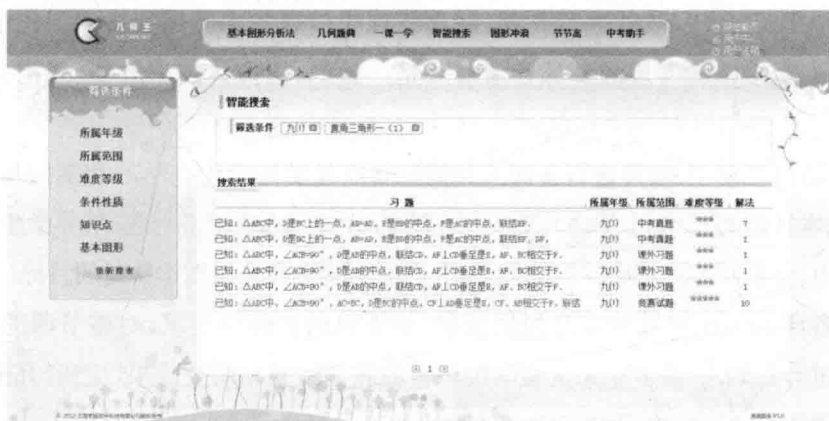 几何王
基本图形分析法 几何题典 一课一学 智能搜索 图形冲浪 节节高 中考助手
筛选条件
所属年级
所属范围
难度等级
条件性质
知识点
基本图形
重新搜索
智能搜索
筛选条件 九(1) 直角三角形一(1)
搜索结果
习题 所属年级 所属范围 难度等级 解法
已知：△ABC中，D是BC上的一点，AB=AD，E是BD的中点，F是AC的中点，联结EF. 九(1) 中考真题 *** 7
已知：△ABC中，D是BC上的一点，AB=AD，E是BD的中点，F是AC的中点，联结EF、DF， 九(1) 中考真题 *** 1
已知：△ABC中，∠ACB=90°，D是AB的中点，联结CD，AF⊥CD垂足是E，AF、BC相交于F. 九(1) 课外习题 *** 1
已知：△ABC中，∠ACB=90°，D是AB的中点，联结CD，AF⊥CD垂足是E，AF、BC相交于F. 九(1) 课外习题 *** 1
已知：△ABC中，∠ACB=90°，D是AB的中点，联结CD，AF⊥CD垂足是E，AF、BC相交于F. 九(1) 课外习题 *** 1
已知：△ABC中，∠ACB=90°，AC=BC，D是BC的中点，CF⊥AD垂足是E，CF、AB相交于F，联结 九(1) 竞赛试题 ***** 10
1